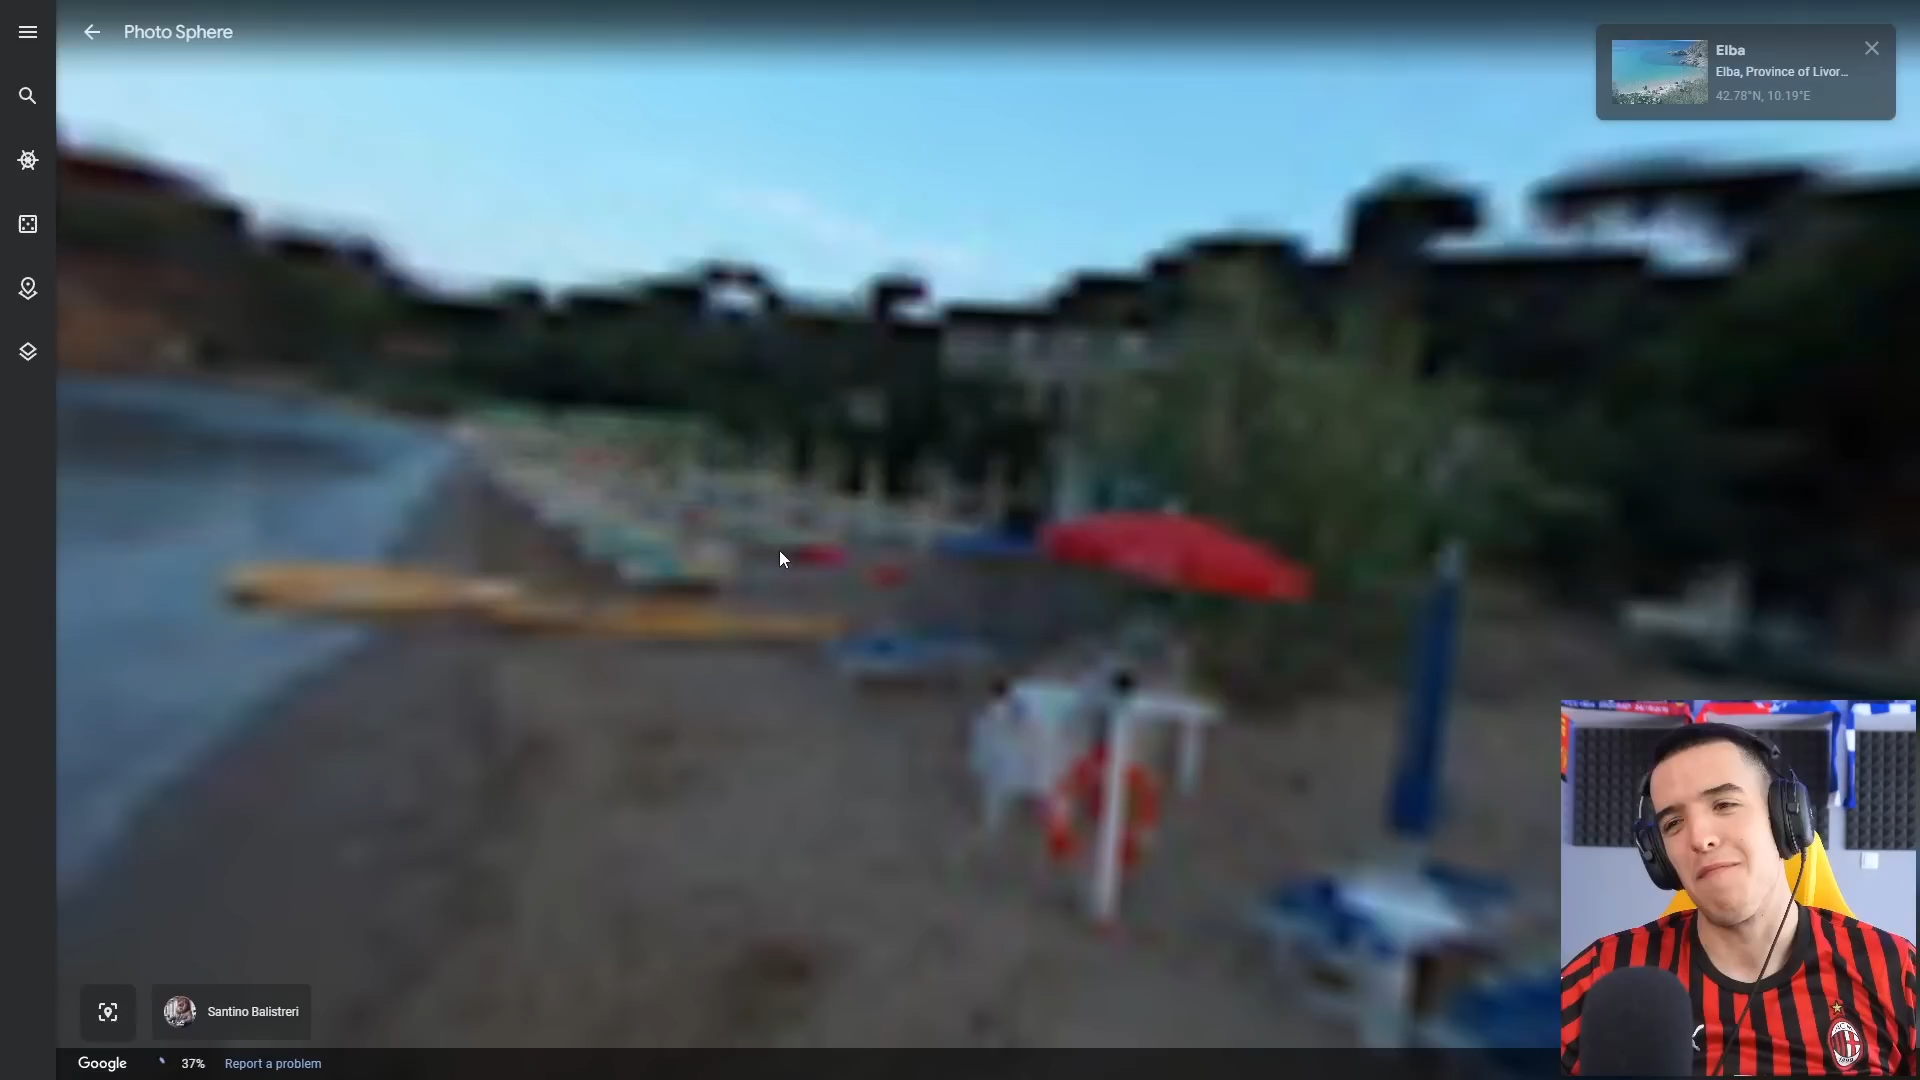 Photo Sphere
Elba
Elba, Province of Livor...
42.78°N, 10.19°E
Santino Balistreri
Google
37%
Report a problem